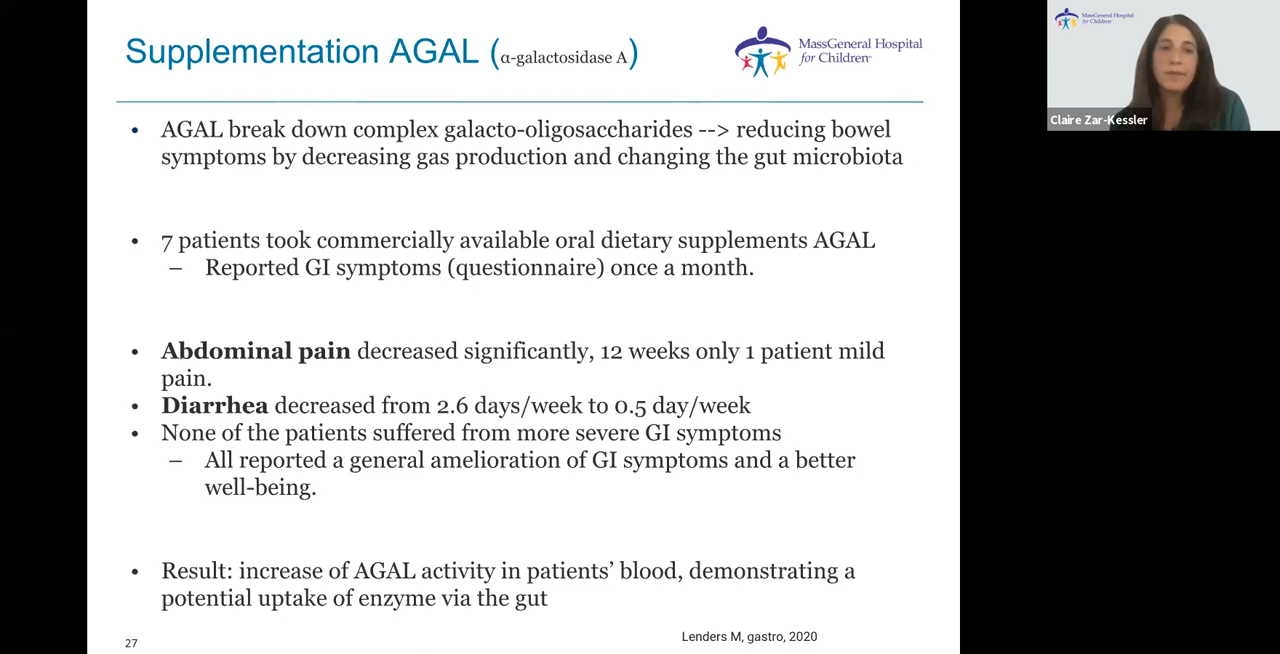 Supplementation AGAL (α-galactosidase A)
MassGeneral Hospital
for Children™
• AGAL break down complex galacto-oligosaccharides --> reducing bowel
symptoms by decreasing gas production and changing the gut microbiota
• 7 patients took commercially available oral dietary supplements AGAL
– Reported GI symptoms (questionnaire) once a month.
• Abdominal pain decreased significantly, 12 weeks only 1 patient mild
pain.
• Diarrhea decreased from 2.6 days/week to 0.5 day/week
• None of the patients suffered from more severe GI symptoms
– All reported a general amelioration of GI symptoms and a better
well-being.
• Result: increase of AGAL activity in patients’ blood, demonstrating a
potential uptake of enzyme via the gut
27
Lenders M, gastro, 2020
MassGeneral Hospital
for Children
Claire Zar-Kessler